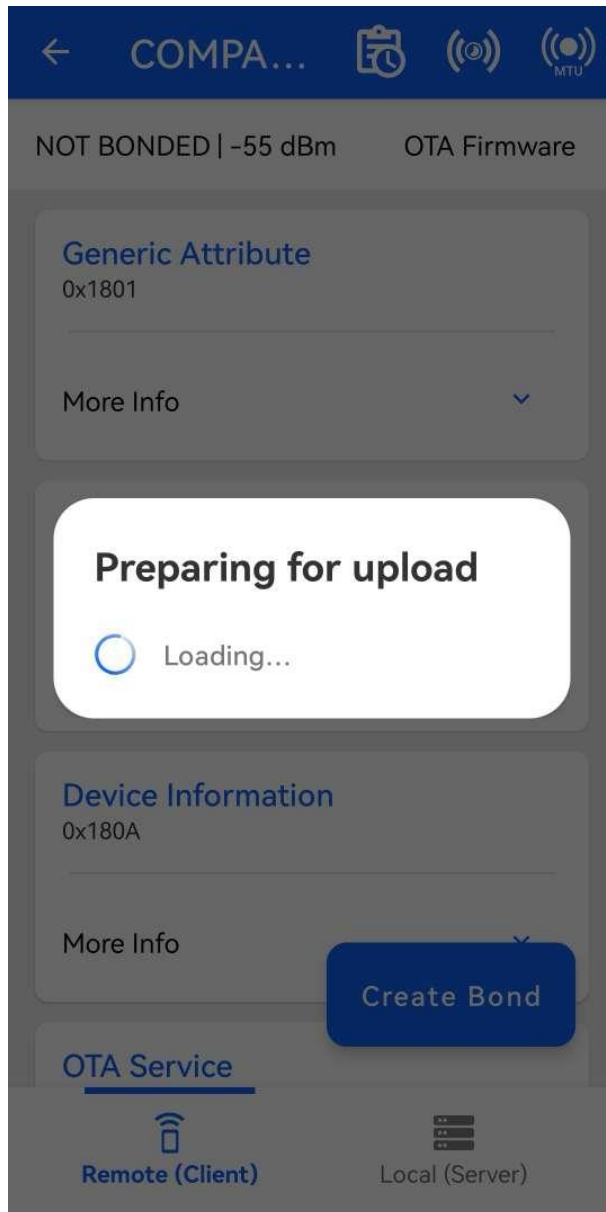 COMPA...
MTU
NOT BONDED | -55 dBm
OTA Firmware
Generic Attribute
0x1801
More Info
Preparing for upload
Loading...
Device Information
0x180A
More Info
Create Bond
OTA Service
Remote (Client)
Local (Server)